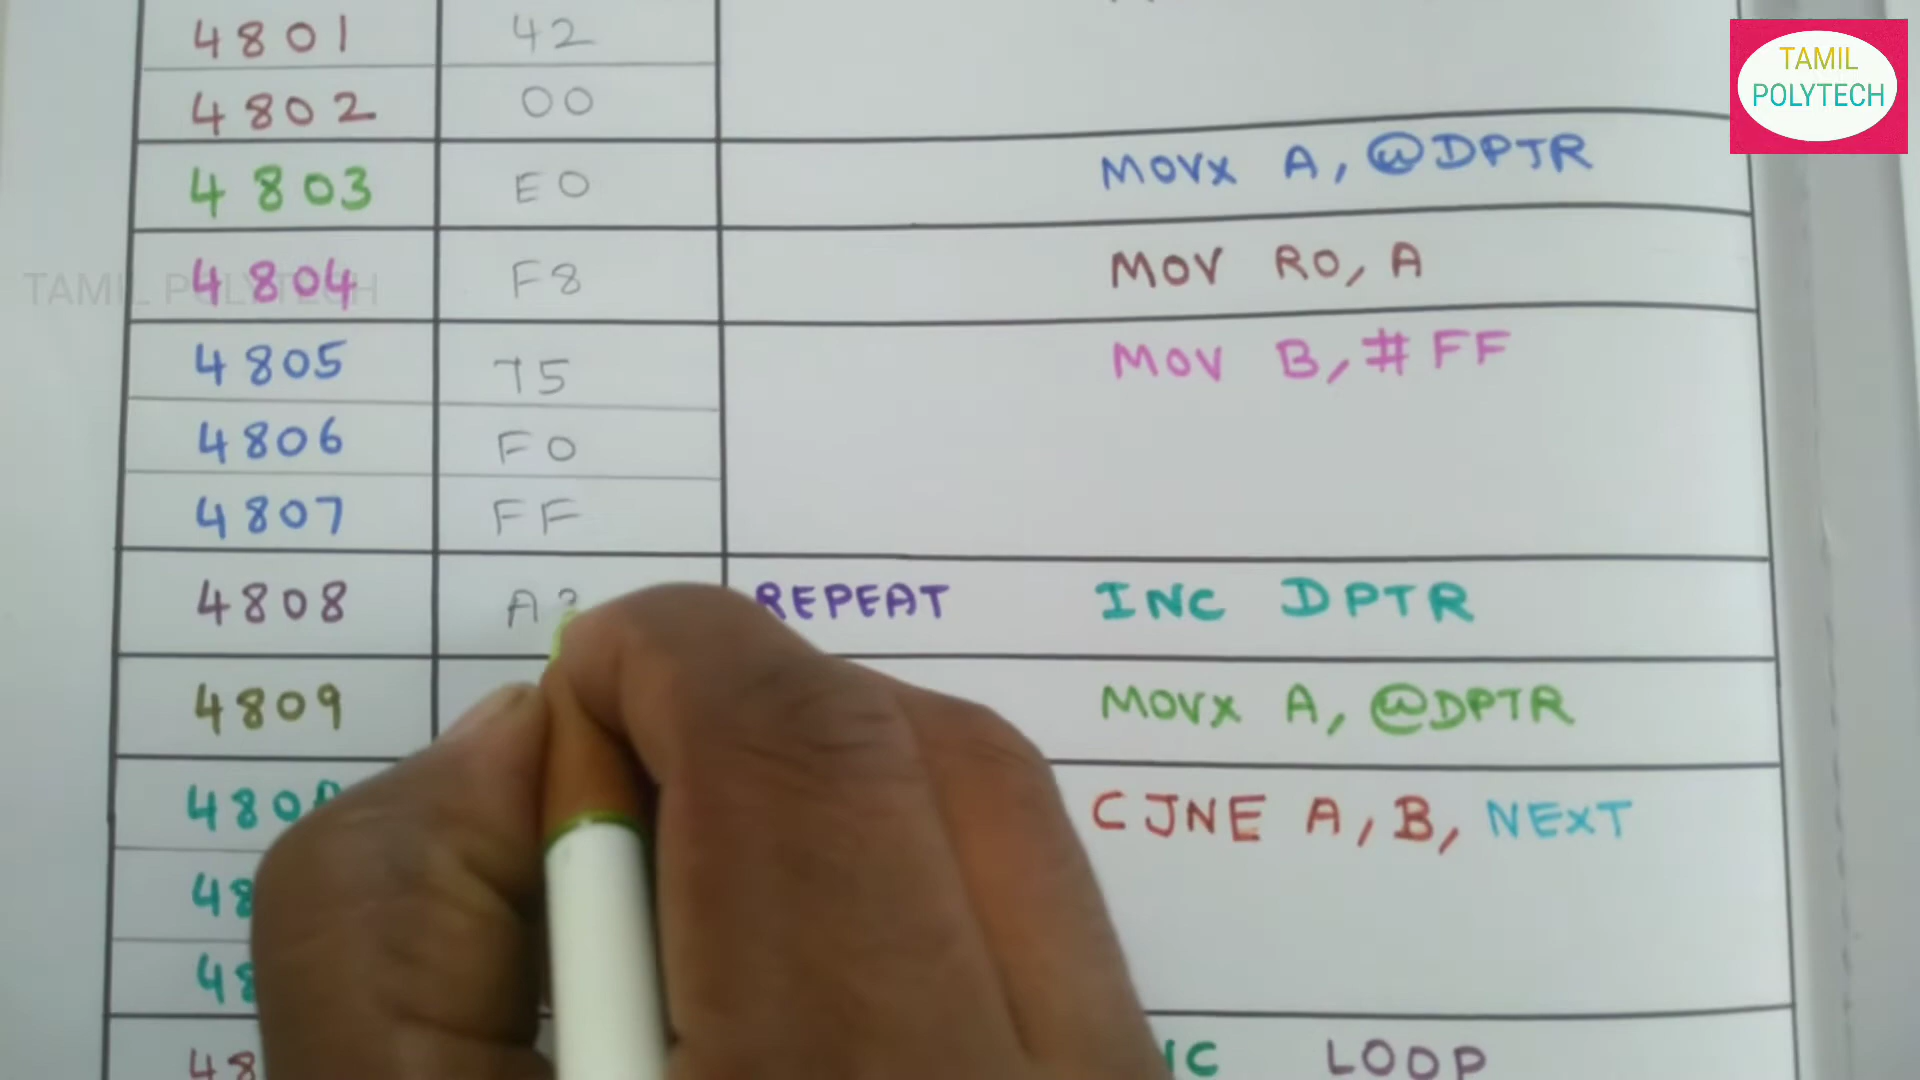 4801 42
4802 00
4803 E0 MOVX A, @DPTR
4804 F8 MOV R0, A
4805 75 MOV B, #FF
4806 F0
4807 FF
4808 REPEAT INC DPTR
4809 MOVX A, @DPTR
CJNE A, B, NEXT
LOOP
TAMIL
POLYTECH
TAMIL POLYTECH